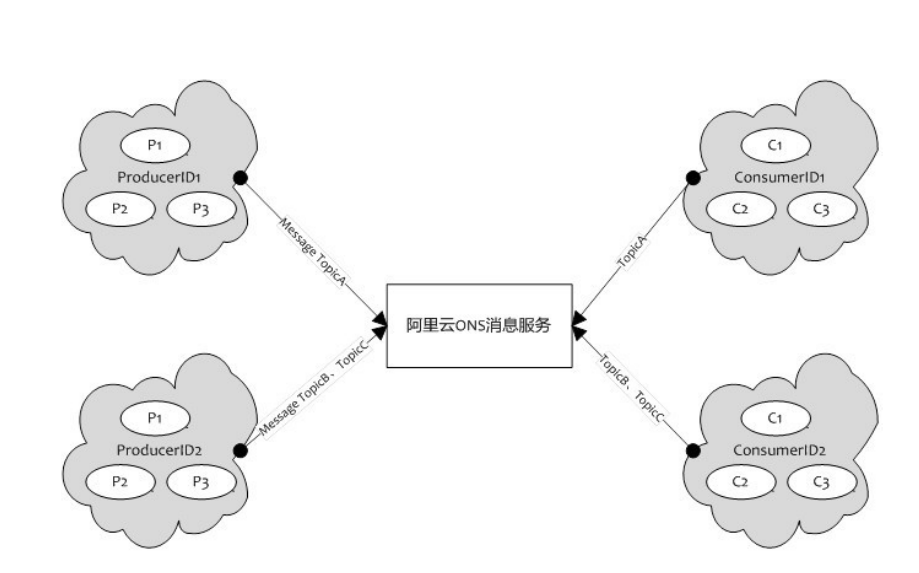 P1
ProducerID1
P2
P3
C1
ConsumerID1
C2
C3
Message TopicA
TopicA
阿里云ONS消息服务
Message TopicB、TopicC
TopicB、TopicC
P1
ProducerID2
P2
P3
C1
ConsumerID2
C2
C3